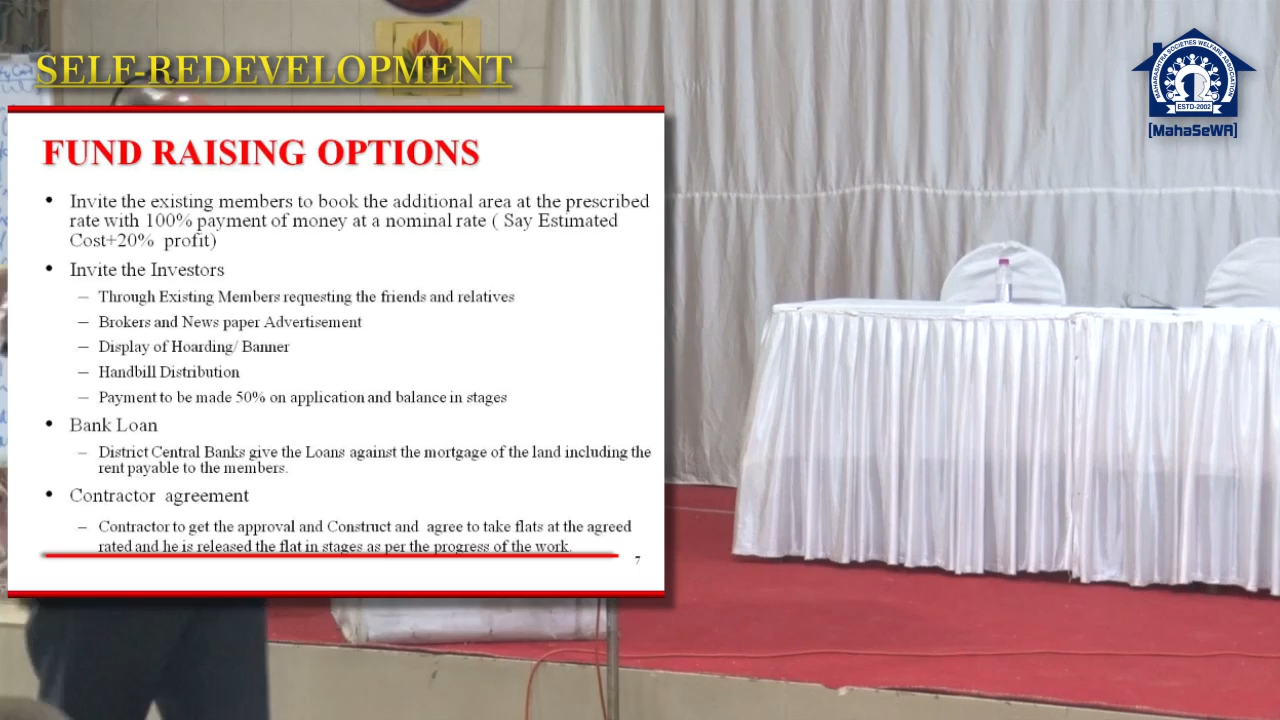 SELF-REDEVELOPMENT
FUND RAISING OPTIONS
• Invite the existing members to book the additional area at the prescribed
rate with 100% payment of money at a nominal rate ( Say Estimated
Cost+20% profit)
• Invite the Investors
– Through Existing Members requesting the friends and relatives
– Brokers and News paper Advertisement
– Display of Hoarding/ Banner
– Handbill Distribution
– Payment to be made 50% on application and balance in stages
• Bank Loan
– District Central Banks give the Loans against the mortgage of the land including the
rent payable to the members.
• Contractor agreement
– Contractor to get the approval and Construct and agree to take flats at the agreed
rated and he is released the flat in stages as per the progress of the work.
7
MAHARASHTRA SOCIETIES WELFARE ASSOCIATION
ESTD-2002
[MahaSeWA]